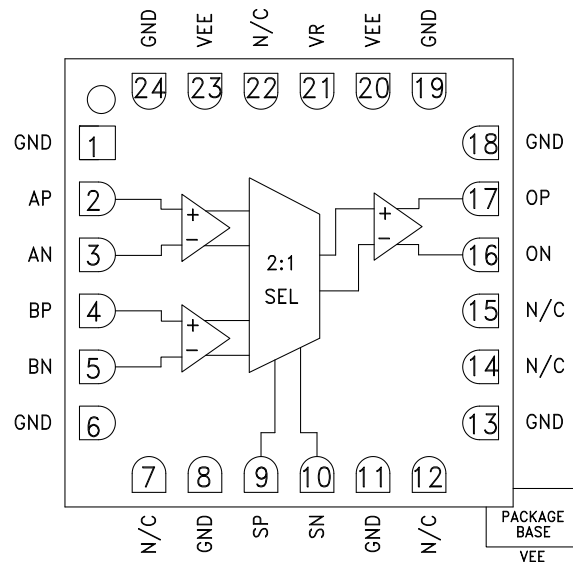 GND VEE N/C VR VEE GND
24 23 22 21 20 19
GND 1
18 GND
AP 2
+
+
17 OP
AN 3
−
−
16 ON
2:1
SEL
BP 4
+
15 N/C
BN 5
−
14 N/C
GND 6
13 GND
7 8 9 10 11 12
N/C GND SP SN GND N/C
PACKAGE
BASE
VEE